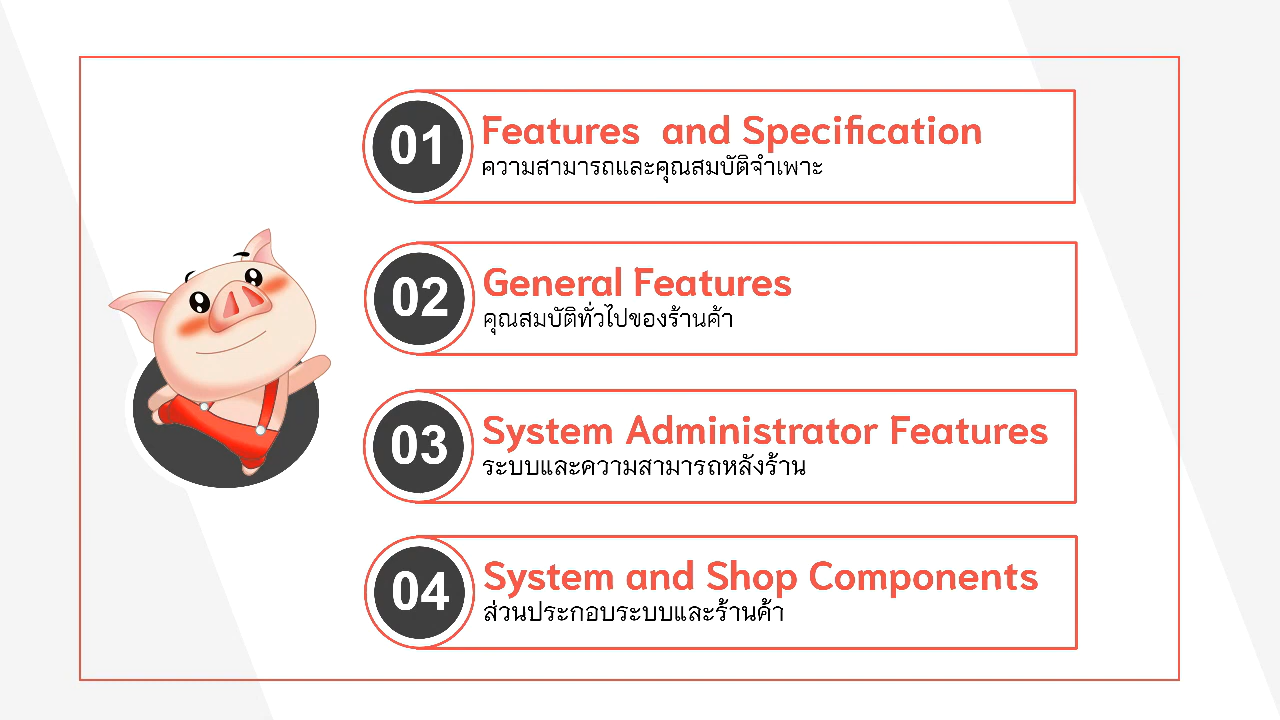 01
Features and Specification
ความสามารถและคุณสมบัติจำเพาะ
02
General Features
คุณสมบัติทั่วไปของร้านค้า
03
System Administrator Features
ระบบและความสามารถหลังร้าน
04
System and Shop Components
ส่วนประกอบระบบและร้านค้า